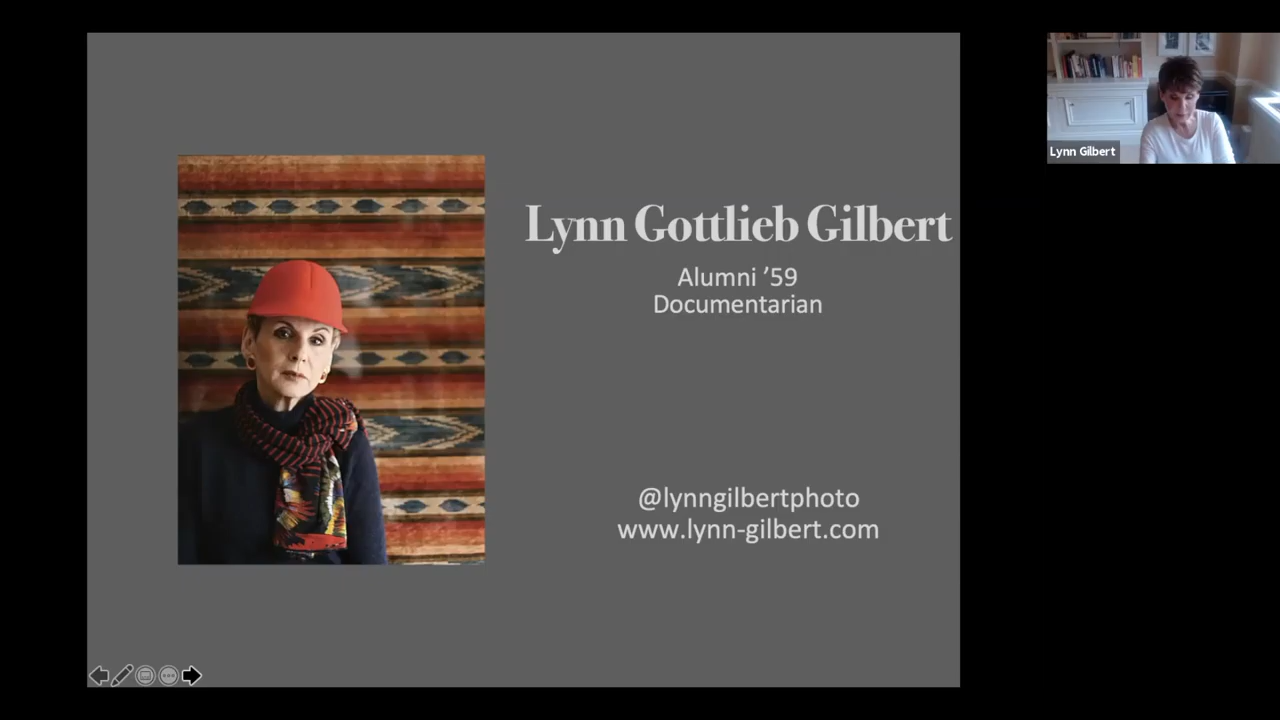 Lynn Gottlieb Gilbert
Alumni ’59
Documentarian
@lynngilbertphoto
www.lynn-gilbert.com
Lynn Gilbert